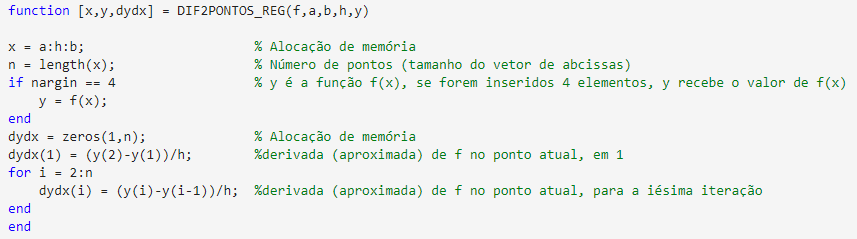 function [x,y,dydx] = DIF2PONTOS_REG(f,a,b,h,y)
x = a:h:b; % Alocação de memória
n = length(x); % Número de pontos (tamanho do vetor de abcissas)
if nargin == 4 % y é a função f(x), se forem inseridos 4 elementos, y recebe o valor de f(x)
y = f(x);
end
dydx = zeros(1,n); % Alocação de memória
dydx(1) = (y(2)-y(1))/h; %derivada (aproximada) de f no ponto atual, em 1
for i = 2:n
dydx(i) = (y(i)-y(i-1))/h; %derivada (aproximada) de f no ponto atual, para a iésima iteração
end
end